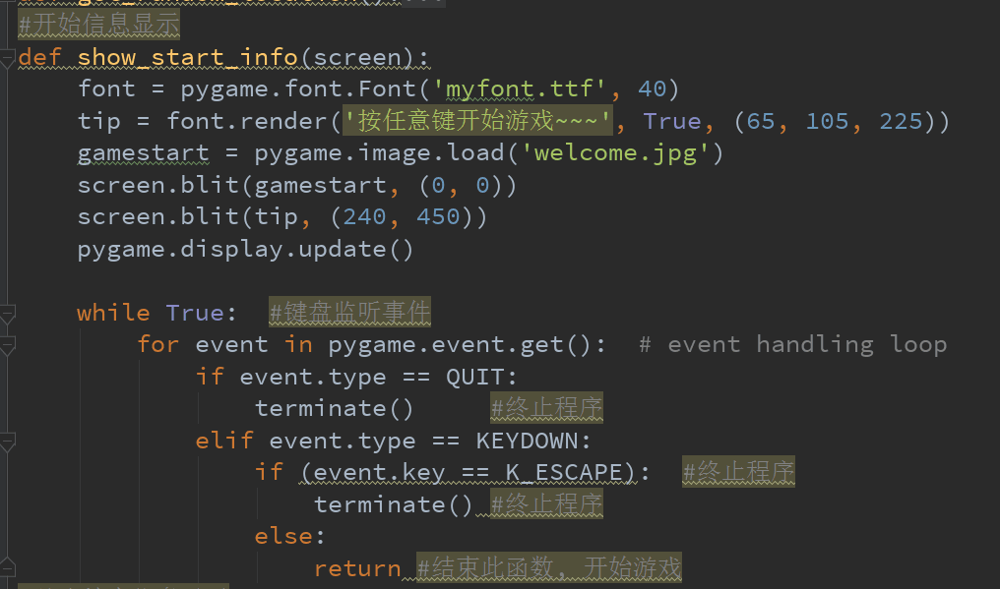 #开始信息显示
def show_start_info(screen):
    font = pygame.font.Font('myfont.ttf', 40)
    tip = font.render('按任意键开始游戏~~~', True, (65, 105, 225))
    gamestart = pygame.image.load('welcome.jpg')
    screen.blit(gamestart, (0, 0))
    screen.blit(tip, (240, 450))
    pygame.display.update()

    while True:  #键盘监听事件
        for event in pygame.event.get():  # event handling loop
            if event.type == QUIT:
                terminate()     #终止程序
            elif event.type == KEYDOWN:
                if (event.key == K_ESCAPE):  #终止程序
                    terminate() #终止程序
                else:
                    return #结束此函数, 开始游戏